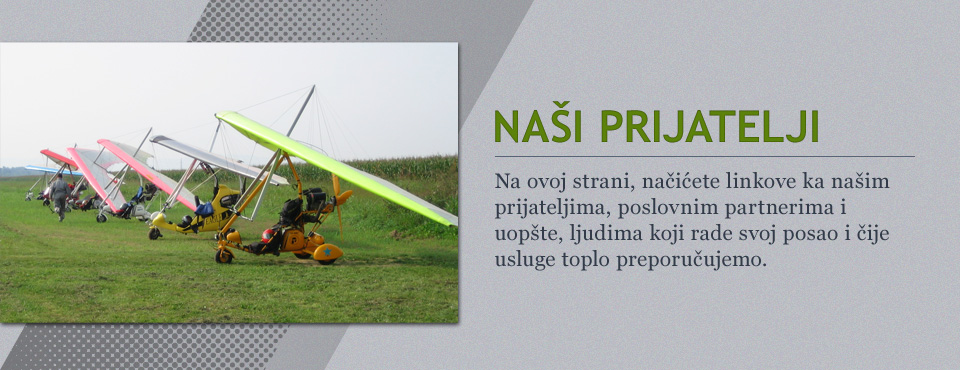 NAŠI PRIJATELJI
Na ovoj strani, načićete linkove ka našim
prijateljima, poslovnim partnerima i
uopšte, ljudima koji rade svoj posao i čije
usluge toplo preporučujemo.